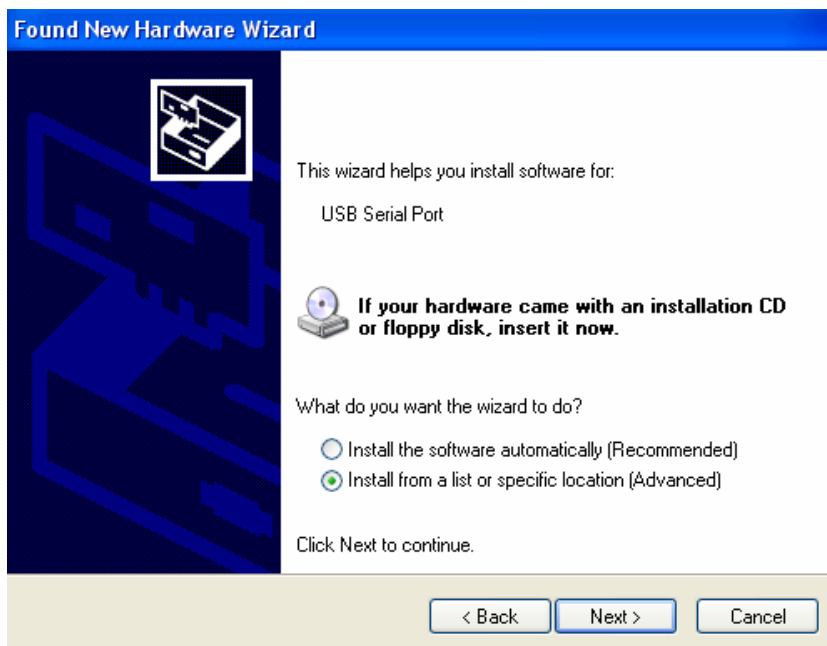 Found New Hardware Wizard
This wizard helps you install software for:
USB Serial Port
If your hardware came with an installation CD
or floppy disk, insert it now.
What do you want the wizard to do?
Install the software automatically (Recommended)
Install from a list or specific location (Advanced)
Click Next to continue.
< Back Next > Cancel